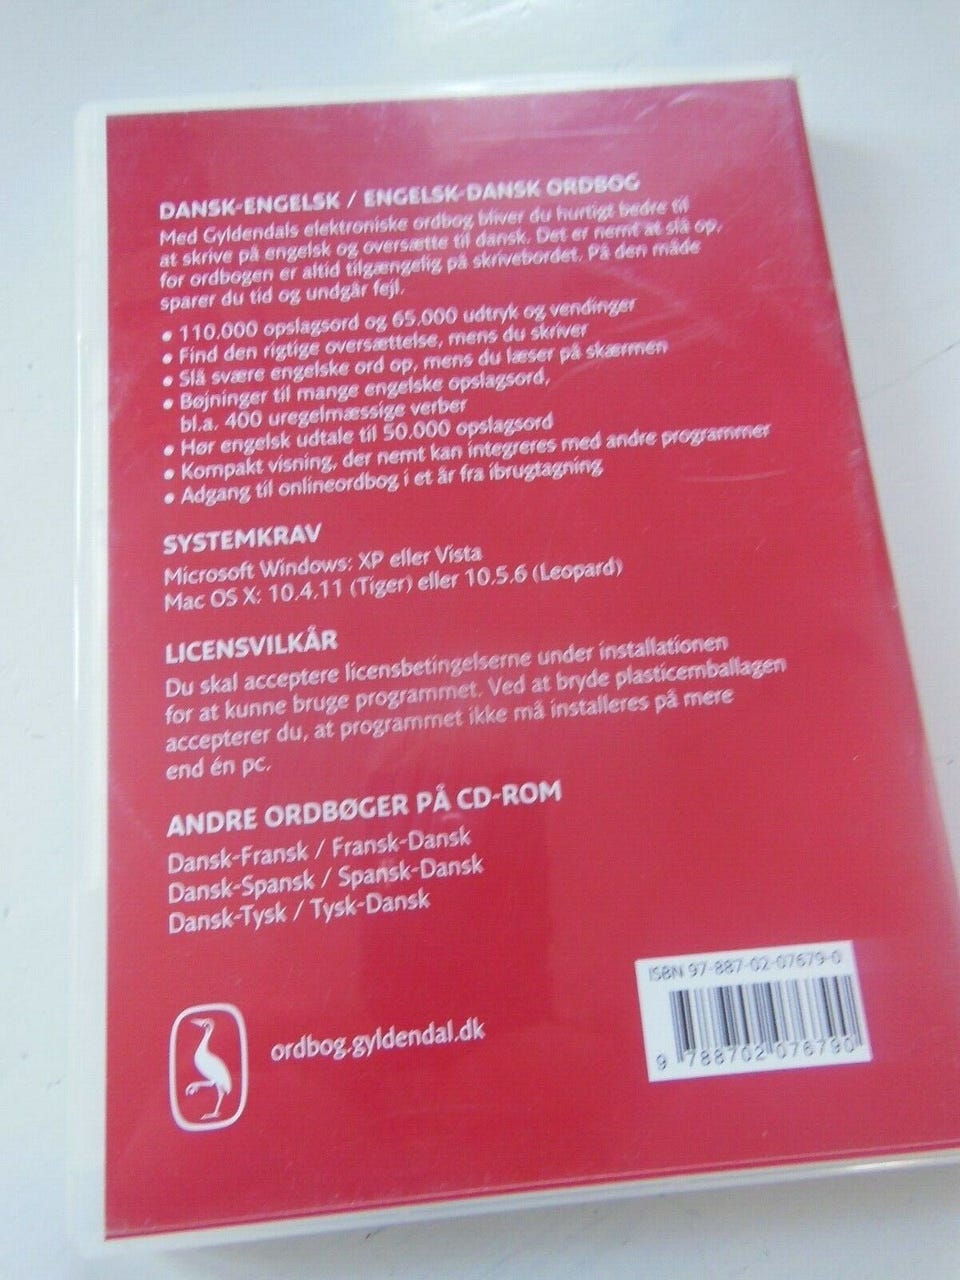 DANSK-ENGELSK / ENGELSK-DANSK ORDBOG
Med Gyldendals elektroniske ordbog bliver du hurtigt bedre til
at skrive på engelsk og oversætte til dansk. Det er nemt at slå op,
for ordbogen er altid tilgængelig på skrivebordet. På den måde
sparer du tid og undgår fejl.
• 110.000 opslagsord og 65.000 udtryk og vendinger
• Find den rigtige oversættelse, mens du skriver
• Slå svære engelske ord op, mens du læser på skærmen
• Bøjninger til mange engelske opslagsord,
bl.a. 400 uregelmæssige verber
• Hør engelsk udtale til 50.000 opslagsord
• Kompakt visning, der nemt kan integreres med andre programmer
• Adgang til onlineordbog i et år fra ibrugtagning
SYSTEMKRAV
Microsoft Windows: XP eller Vista
Mac OS X: 10.4.11 (Tiger) eller 10.5.6 (Leopard)
LICENSVILKÅR
Du skal acceptere licensbetingelserne under installationen
for at kunne bruge programmet. Ved at bryde plasticemballagen
accepterer du, at programmet ikke må installeres på mere
end én pc.
ANDRE ORDBØGER PÅ CD-ROM
Dansk-Fransk / Fransk-Dansk
Dansk-Spansk / Spansk-Dansk
Dansk-Tysk / Tysk-Dansk
ordbog.gyldendal.dk
ISBN 97-887-02-07679-0
9 788702 076790